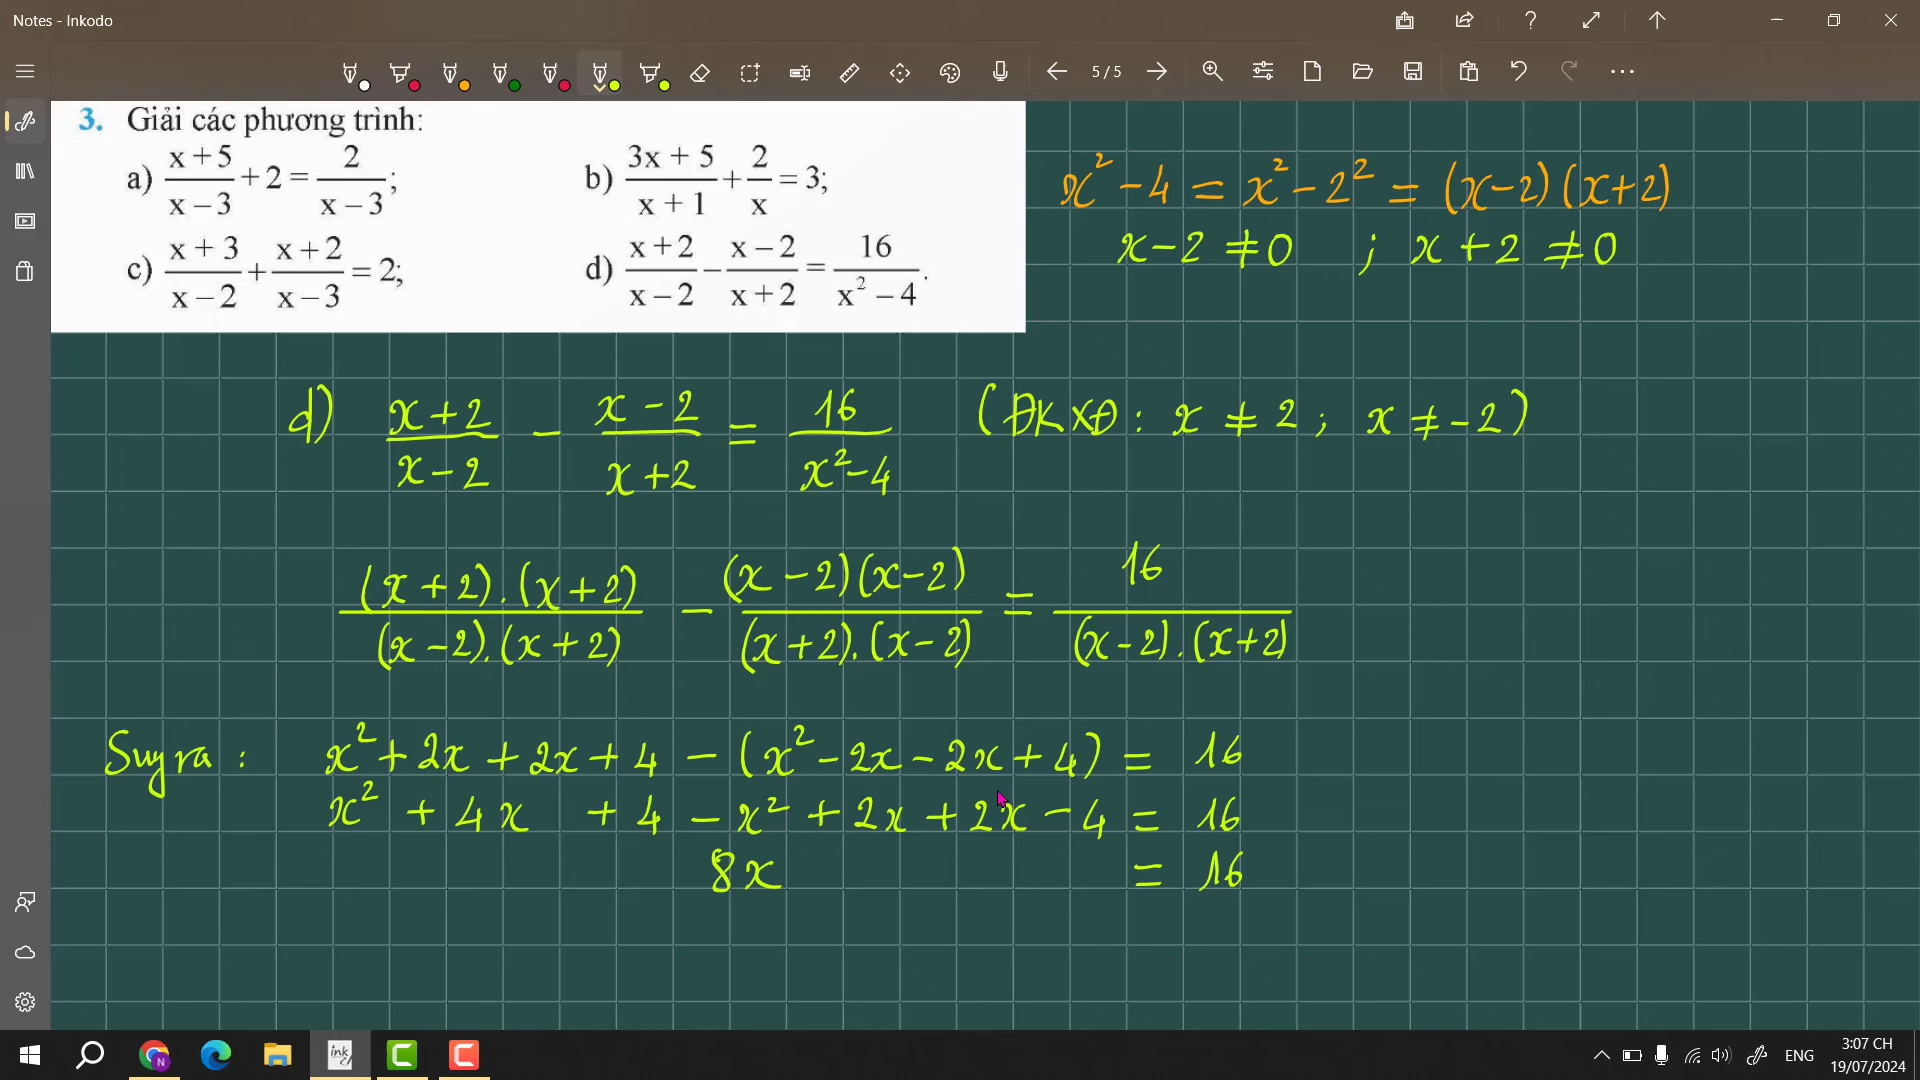 Notes - Inkodo
5 / 5
3. Giải các phương trình:
a) (x + 5)/(x − 3) + 2 = 2/(x − 3);
b) (3x + 5)/(x + 1) + 2/x = 3;
c) (x + 3)/(x − 2) + (x + 2)/(x − 3) = 2;
d) (x + 2)/(x − 2) − (x − 2)/(x + 2) = 16/(x² − 4).
x² − 4 = x² − 2² = (x−2)(x+2)
x − 2 ≠ 0 ; x + 2 ≠ 0
d) (x+2)/(x−2) − (x−2)/(x+2) = 16/(x²−4) (ĐKXĐ: x ≠ 2; x ≠ −2)
(x+2).(x+2)/(x−2).(x+2) − (x−2)(x−2)/(x+2).(x−2) = 16/(x−2).(x+2)
Suy ra: x² + 2x + 2x + 4 − (x² − 2x − 2x + 4) = 16
x² + 4x + 4 − x² + 2x + 2x − 4 = 16
8x = 16
N
ink
ENG
3:07 CH
19/07/2024